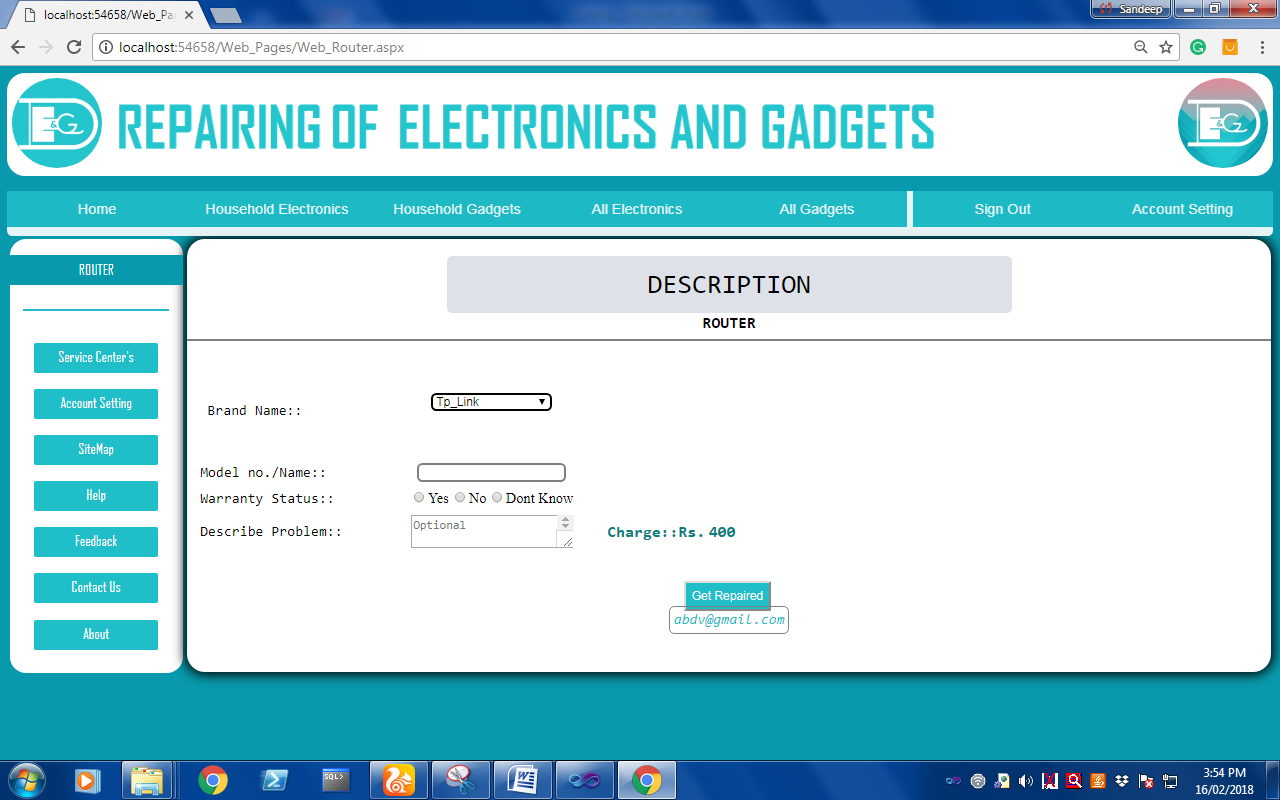 localhost:54658/Web_Pa
Sandeep
localhost:54658/Web_Pages/Web_Router.aspx
E&G REPAIRING OF ELECTRONICS AND GADGETS E&G
Home Household Electronics Household Gadgets All Electronics All Gadgets Sign Out Account Setting
ROUTER
Service Center's
Account Setting
SiteMap
Help
Feedback
Contact Us
About
DESCRIPTION
ROUTER
Brand Name:: Tp_Link
Model no./Name::
Warranty Status:: Yes No Dont Know
Describe Problem:: Optional Charge::Rs. 400
Get Repaired
abdv@gmail.com
SQL>
3:54 PM
16/02/2018